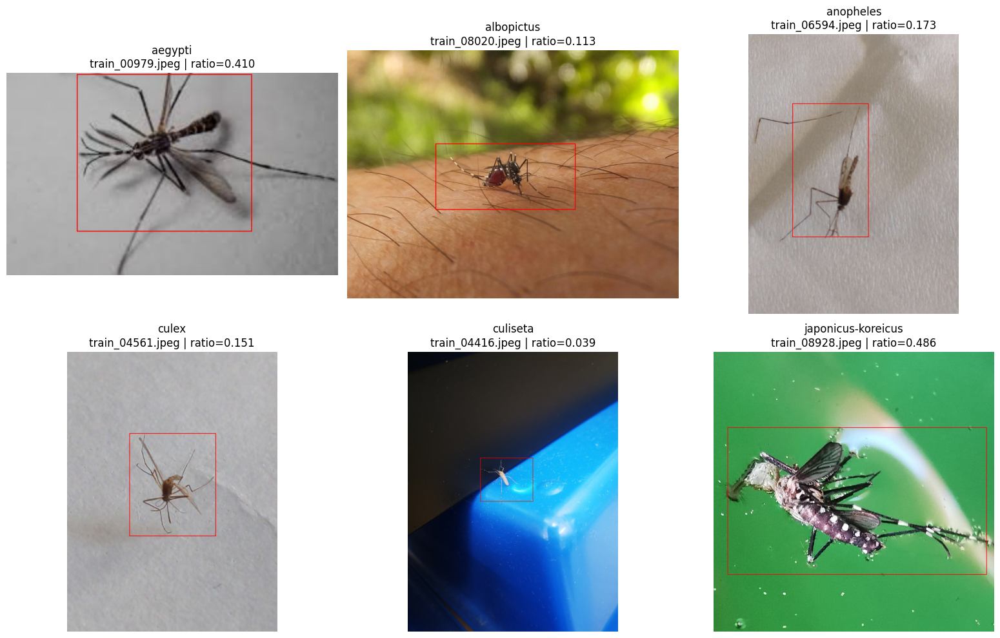 aegypti
train_00979.jpeg | ratio=0.410
albopictus
train_08020.jpeg | ratio=0.113
anopheles
train_06594.jpeg | ratio=0.173
culex
train_04561.jpeg | ratio=0.151
culiseta
train_04416.jpeg | ratio=0.039
japonicus-koreicus
train_08928.jpeg | ratio=0.486